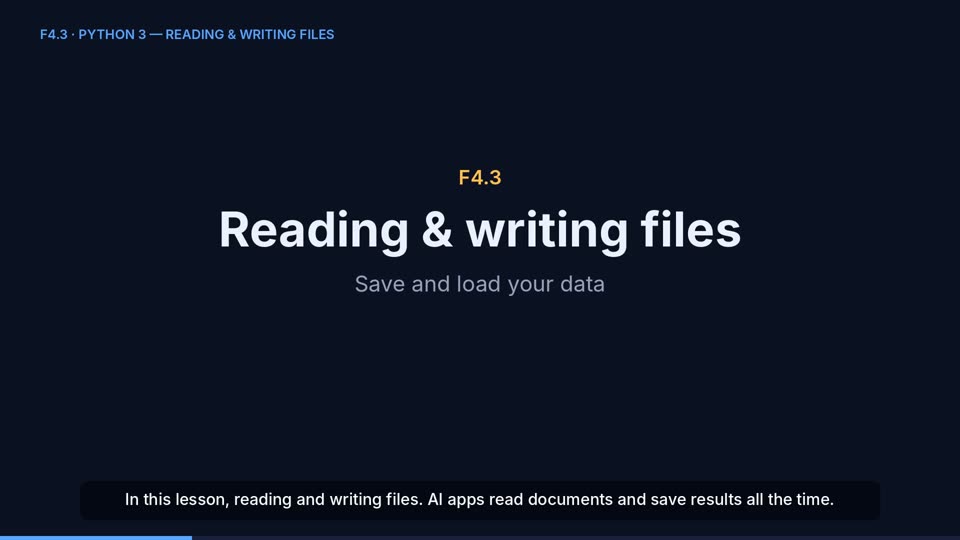 F4.3 · PYTHON 3 — READING & WRITING FILES
F4.3
Reading & writing files
Save and load your data
In this lesson, reading and writing files. AI apps read documents and save results all the time.